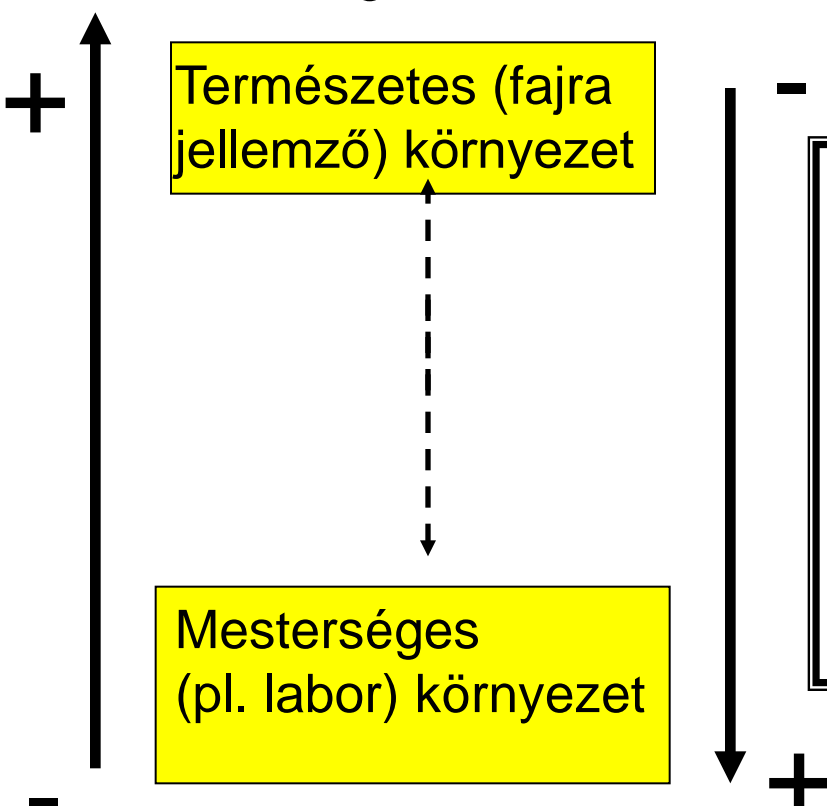 +
-
Természetes (fajra
jellemző) környezet
Mesterséges
(pl. labor) környezet
-
+